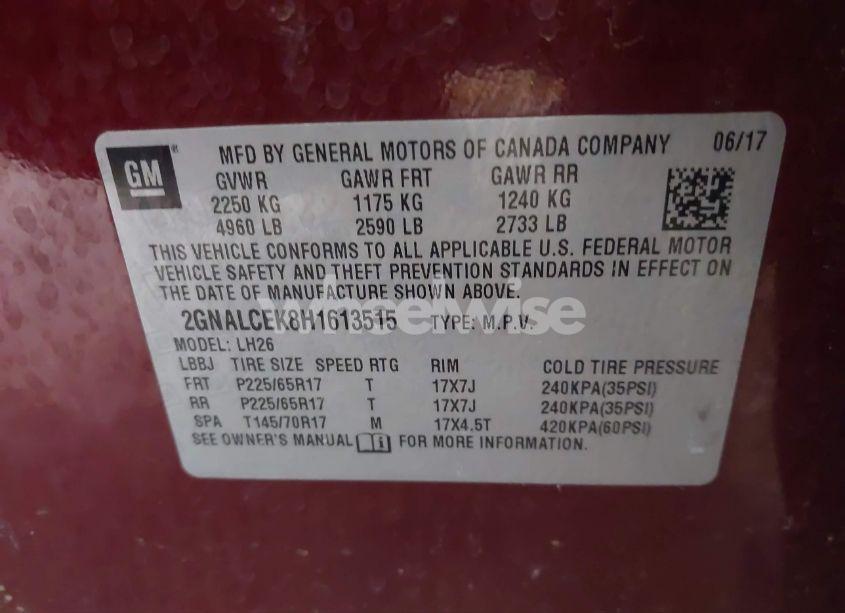 GM ® MFD BY GENERAL MOTORS OF CANADA COMPANY 06/17
GVWR GAWR FRT GAWR RR
2250 KG 1175 KG 1240 KG
4960 LB 2590 LB 2733 LB
THIS VEHICLE CONFORMS TO ALL APPLICABLE U.S. FEDERAL MOTOR
VEHICLE SAFETY AND THEFT PREVENTION STANDARDS IN EFFECT ON
THE DATE OF MANUFACTURE SHOWN ABOVE.
wheelwise
2GNALCEK8H1613515 TYPE: M.P.V.
MODEL: LH26
LBBJ TIRE SIZE SPEED RTG RIM COLD TIRE PRESSURE
FRT P225/65R17 T 17X7J 240KPA(35PSI)
RR P225/65R17 T 17X7J 240KPA(35PSI)
SPA T145/70R17 M 17X4.5T 420KPA(60PSI)
SEE OWNER'S MANUAL i FOR MORE INFORMATION.